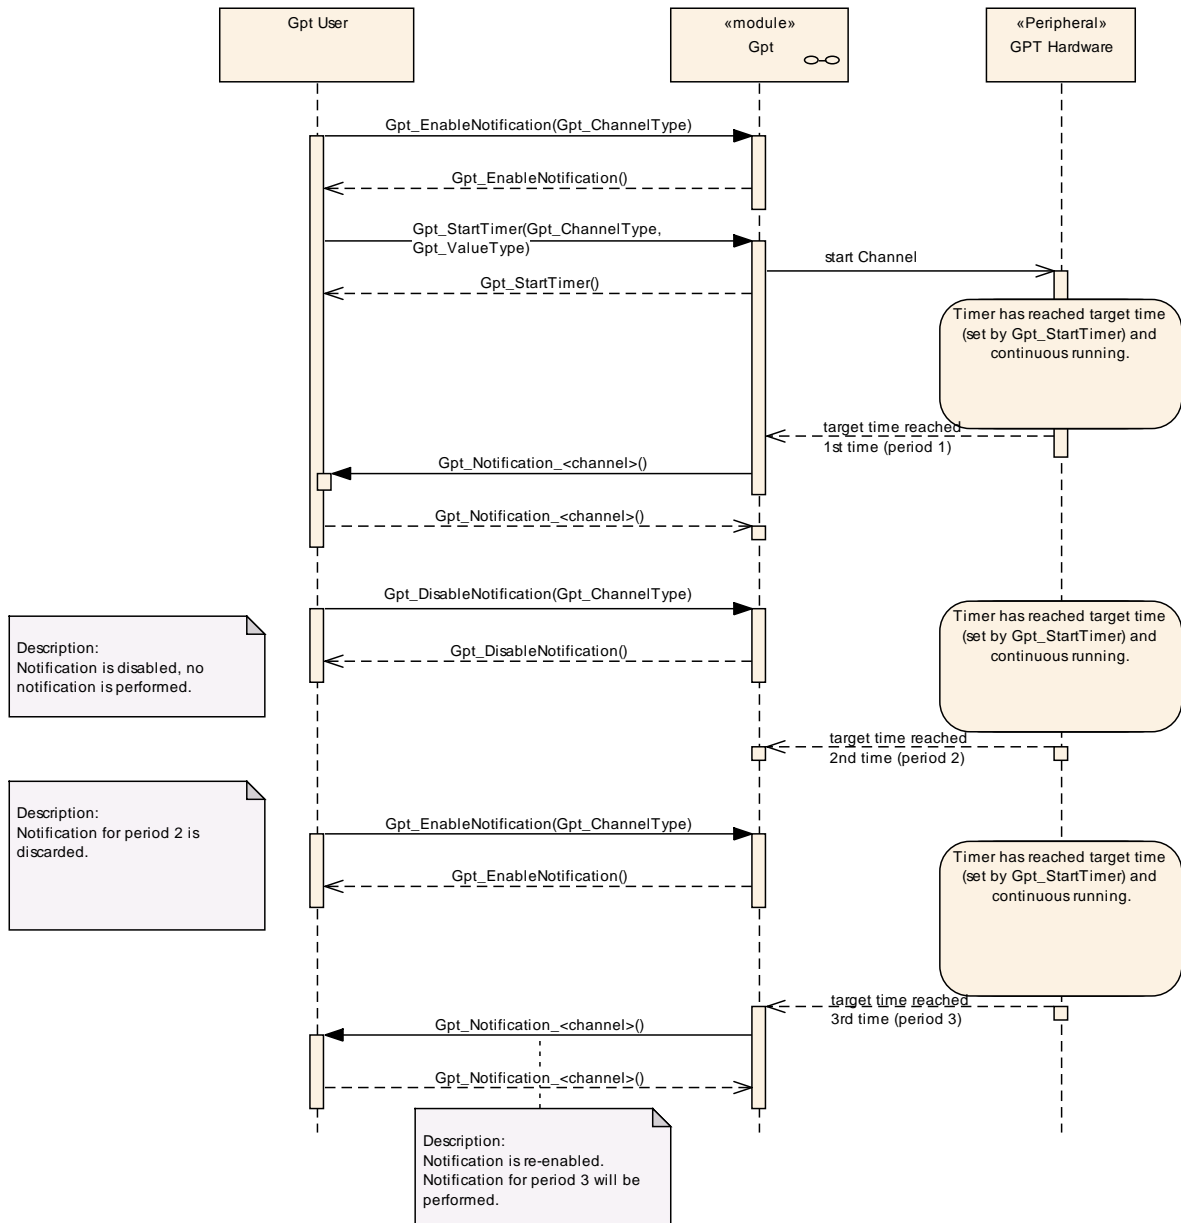 Gpt User
«module»
Gpt
«Peripheral»
GPT Hardware
Gpt_EnableNotification(Gpt_ChannelType)
Gpt_EnableNotification()
Gpt_StartTimer(Gpt_ChannelType,
Gpt_ValueType)
start Channel
Gpt_StartTimer()
Timer has reached target time
(set by Gpt_StartTimer) and
continuous running.
target time reached
1st time (period 1)
Gpt_Notification_<channel>()
Gpt_Notification_<channel>()
Gpt_DisableNotification(Gpt_ChannelType)
Timer has reached target time
(set by Gpt_StartTimer) and
continuous running.
Description:
Notification is disabled, no
notification is performed.
Gpt_DisableNotification()
target time reached
2nd time (period 2)
Description:
Notification for period 2 is
discarded.
Gpt_EnableNotification(Gpt_ChannelType)
Gpt_EnableNotification()
Timer has reached target time
(set by Gpt_StartTimer) and
continuous running.
target time reached
3rd time (period 3)
Gpt_Notification_<channel>()
Gpt_Notification_<channel>()
Description:
Notification is re-enabled.
Notification for period 3 will be
performed.